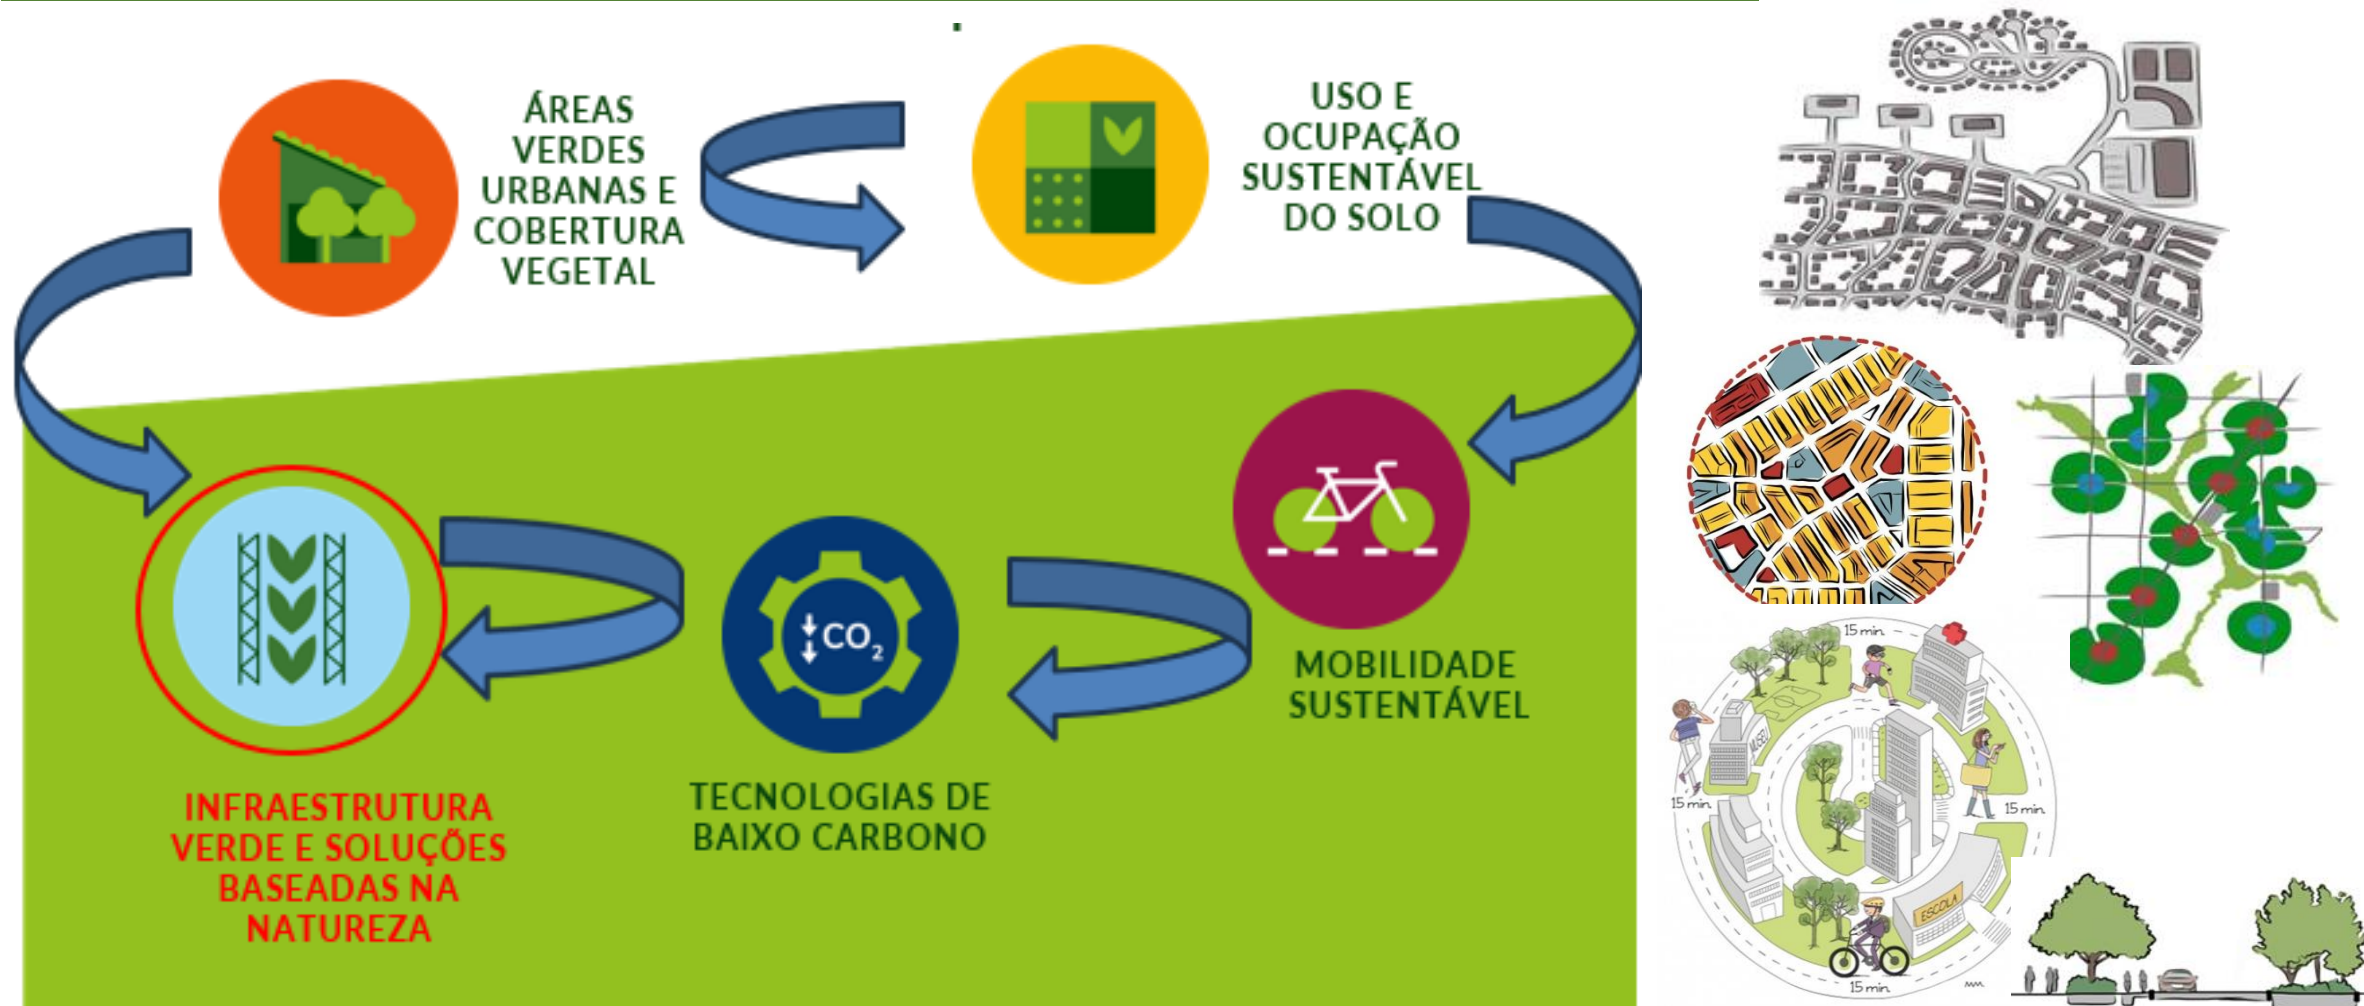 ÁREAS
VERDES
URBANAS E
COBERTURA
VEGETAL
USO E
OCUPAÇÃO
SUSTENTÁVEL
DO SOLO
MOBILIDADE
SUSTENTÁVEL
CO2
TECNOLOGIAS DE
BAIXO CARBONO
INFRAESTRUTURA
VERDE E SOLUÇÕES
BASEADAS NA
NATUREZA
15 min.
MUSEU
15 min.
15 min.
ESCOLA
15 min.